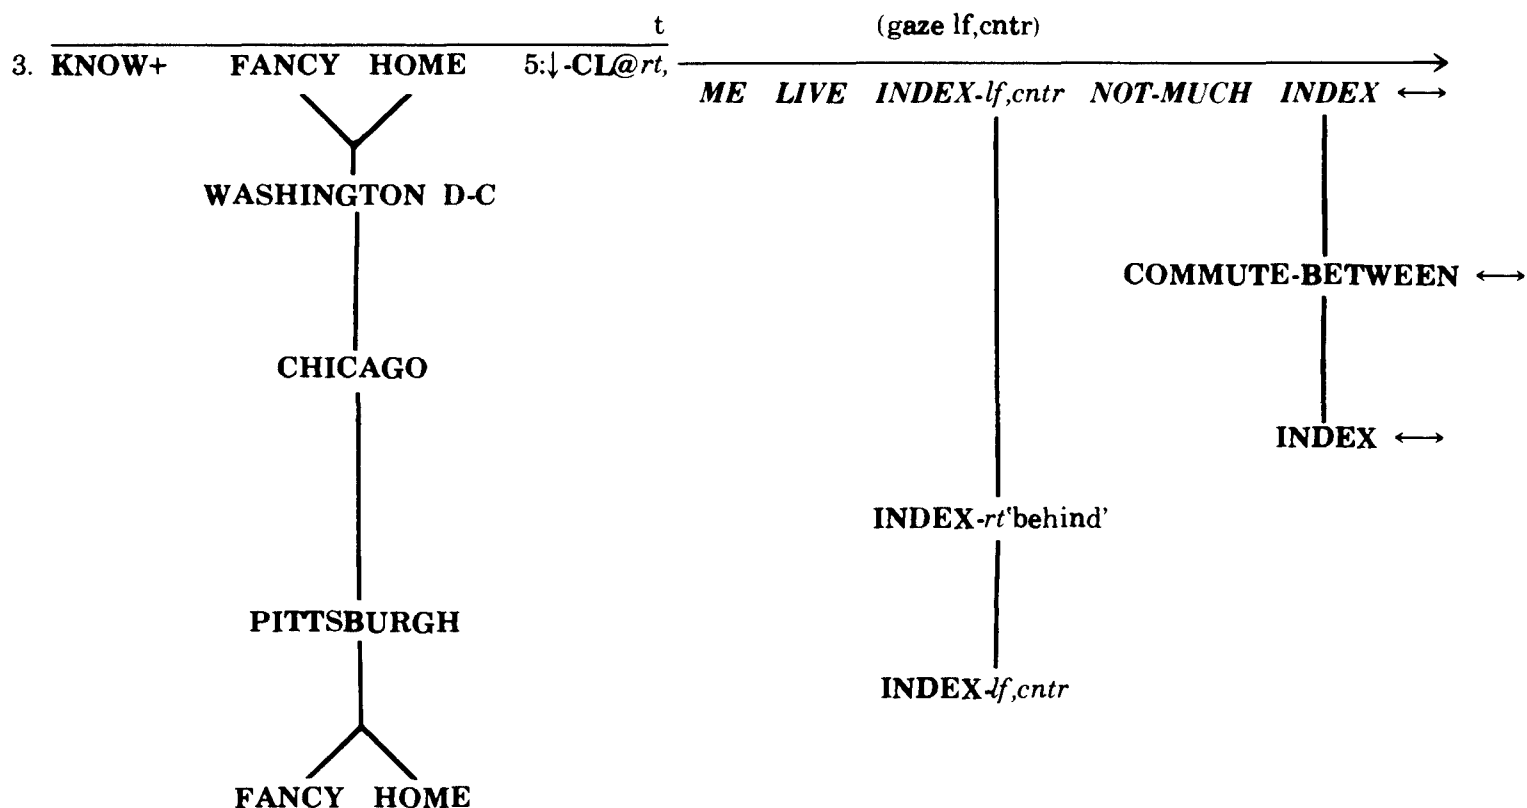 t (gaze lf,cntr)
3. KNOW+ FANCY HOME 5:↓-CL@rt,
ME LIVE INDEX-lf,cntr NOT-MUCH INDEX ↔
WASHINGTON D-C
COMMUTE-BETWEEN ↔
CHICAGO
INDEX ↔
INDEX-rt‘behind’
PITTSBURGH
INDEX-lf,cntr
FANCY HOME